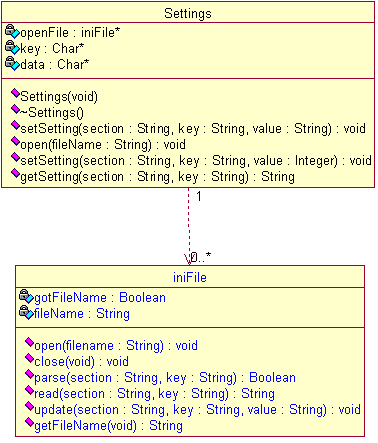 Settings
openFile : iniFile*
key : Char*
data : Char*
Settings(void)
~Settings()
setSetting(section : String, key : String, value : String) : void
open(fileName : String) : void
setSetting(section : String, key : String, value : Integer) : void
getSetting(section : String, key : String) : String
1
0..*
iniFile
gotFileName : Boolean
fileName : String
open(filename : String) : void
close(void) : void
parse(section : String, key : String) : Boolean
read(section : String, key : String) : String
update(section : String, key : String, value : String) : void
getFileName(void) : String